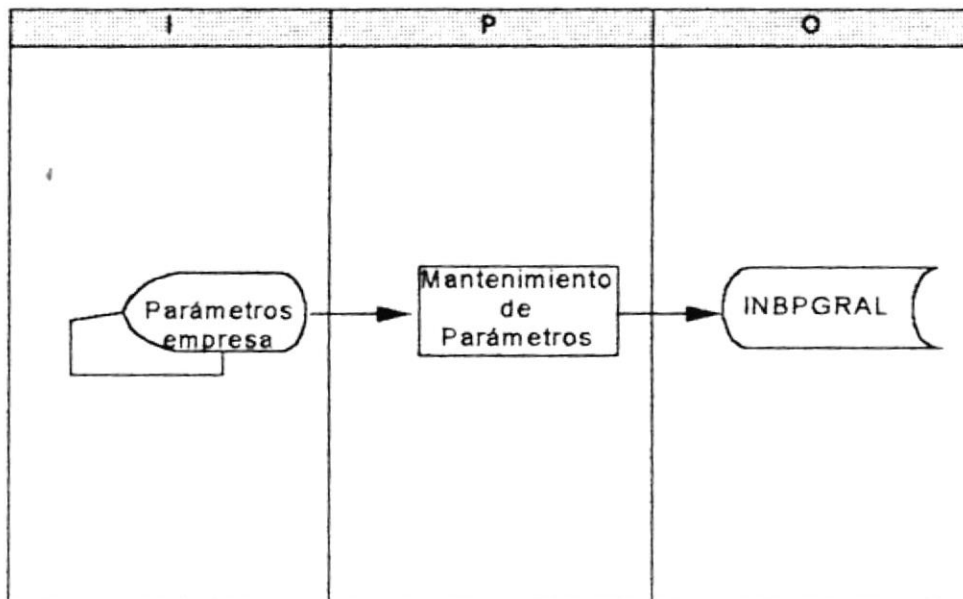 I
P
O
Parámetros
empresa
Mantenimiento
de
Parámetros
INBPGRAL